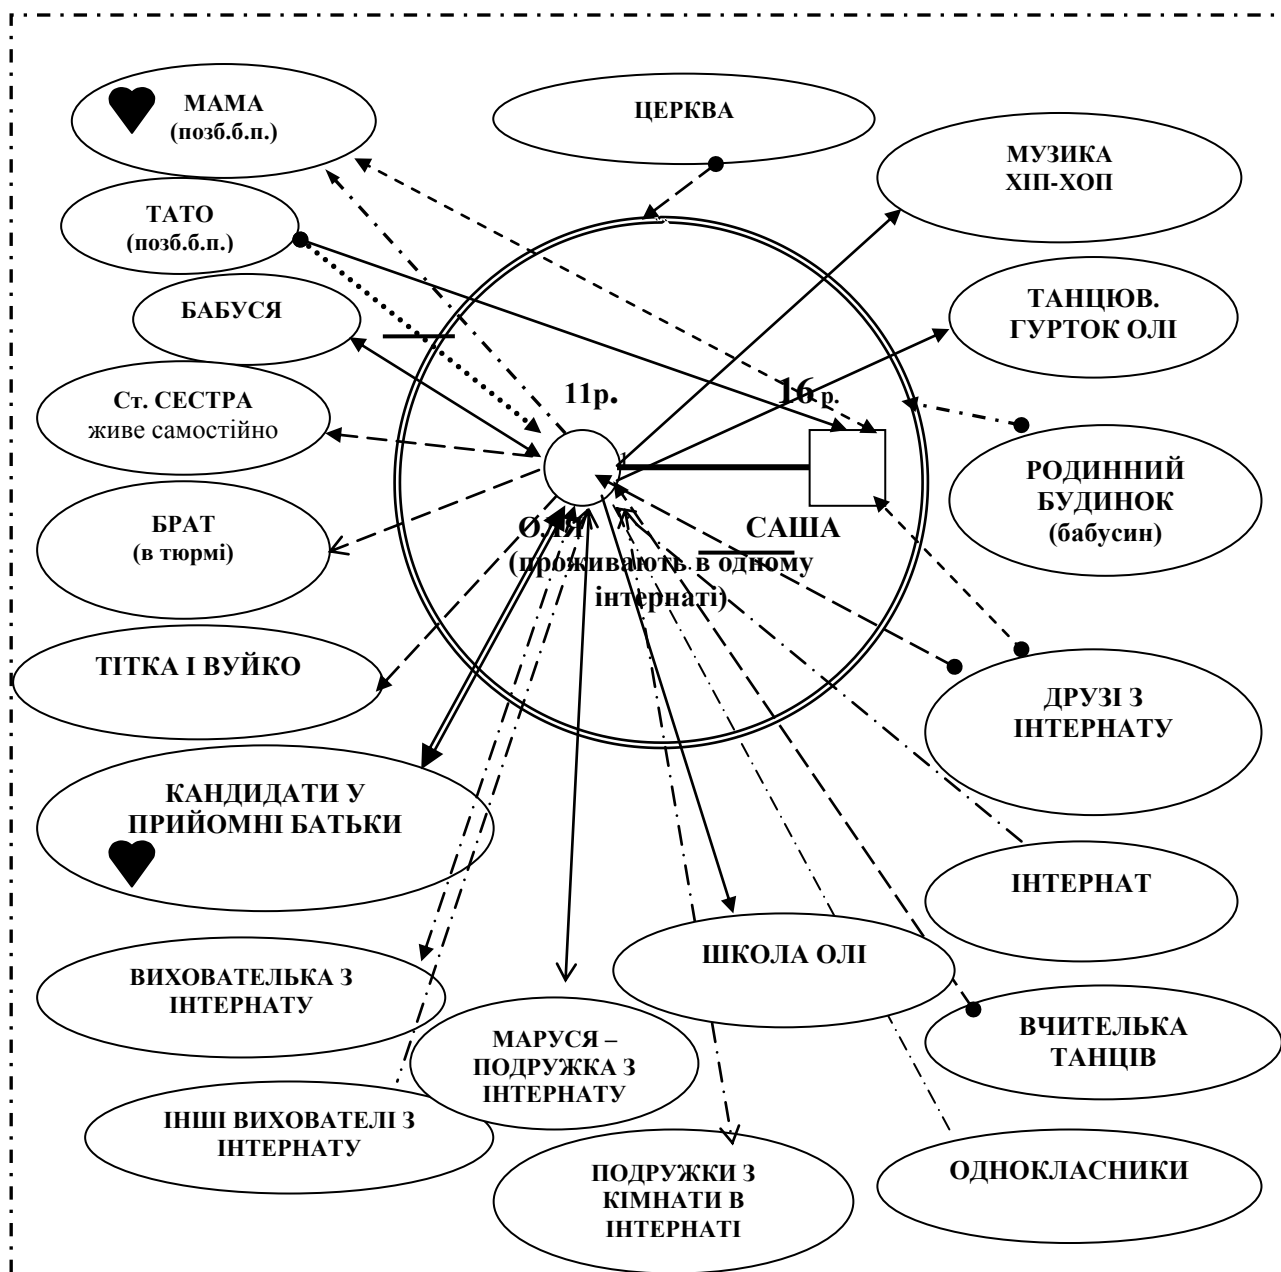 МАМА
(позб.б.п.)
ЦЕРКВА
МУЗИКА
ХІП-ХОП
ТАТО
(позб.б.п.)
БАБУСЯ
ТАНЦЮВ.
ГУРТОК ОЛІ
Ст. СЕСТРА
живе самостійно
11р.
16 р.
БРАТ
(в тюрмі)
ОЛЯ
САША
(проживають в одному
інтернаті)
РОДИННИЙ
БУДИНОК
(бабусин)
ТІТКА І ВУЙКО
ДРУЗІ З
ІНТЕРНАТУ
КАНДИДАТИ У
ПРИЙОМНІ БАТЬКИ
ІНТЕРНАТ
ШКОЛА ОЛІ
ВИХОВАТЕЛЬКА З
ІНТЕРНАТУ
МАРУСЯ –
ПОДРУЖКА З
ІНТЕРНАТУ
ВЧИТЕЛЬКА
ТАНЦІВ
ІНШІ ВИХОВАТЕЛІ З
ІНТЕРНАТУ
ПОДРУЖКИ З
КІМНАТИ В
ІНТЕРНАТІ
ОДНОКЛАСНИКИ